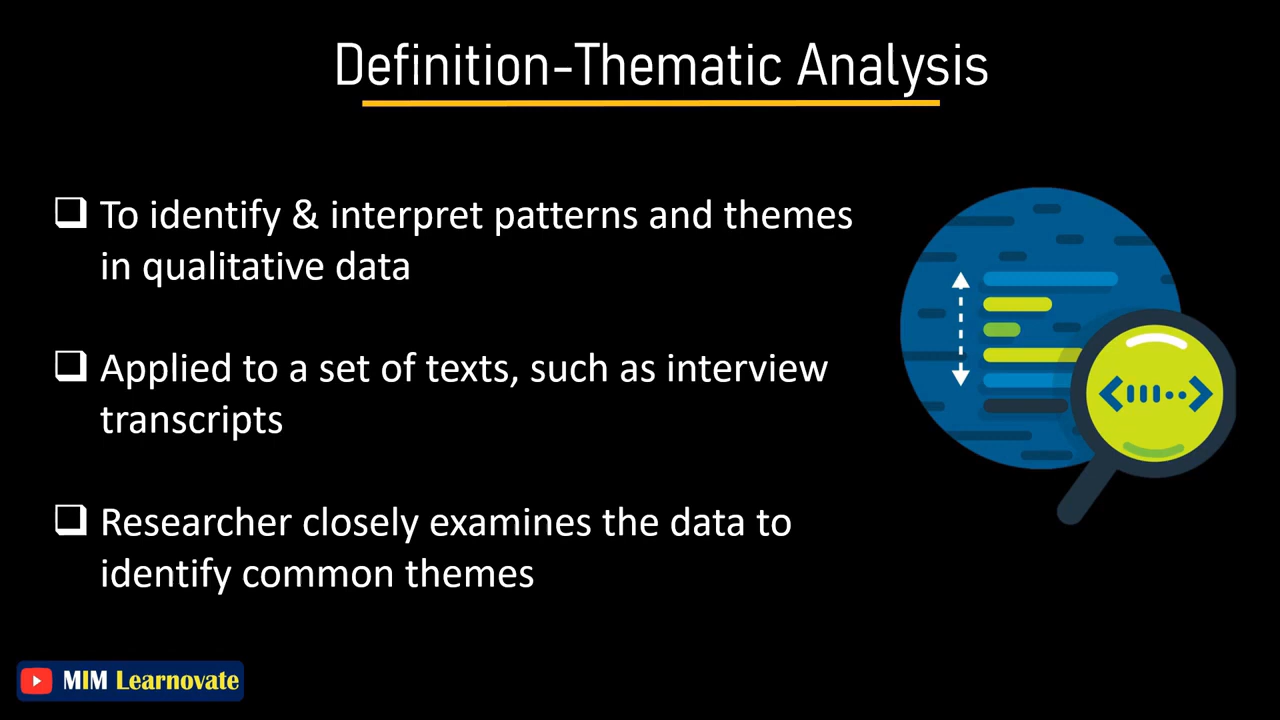 Definition-Thematic Analysis
❑ To identify & interpret patterns and themes
in qualitative data
❑ Applied to a set of texts, such as interview
transcripts
❑ Researcher closely examines the data to
identify common themes
MIM Learnovate